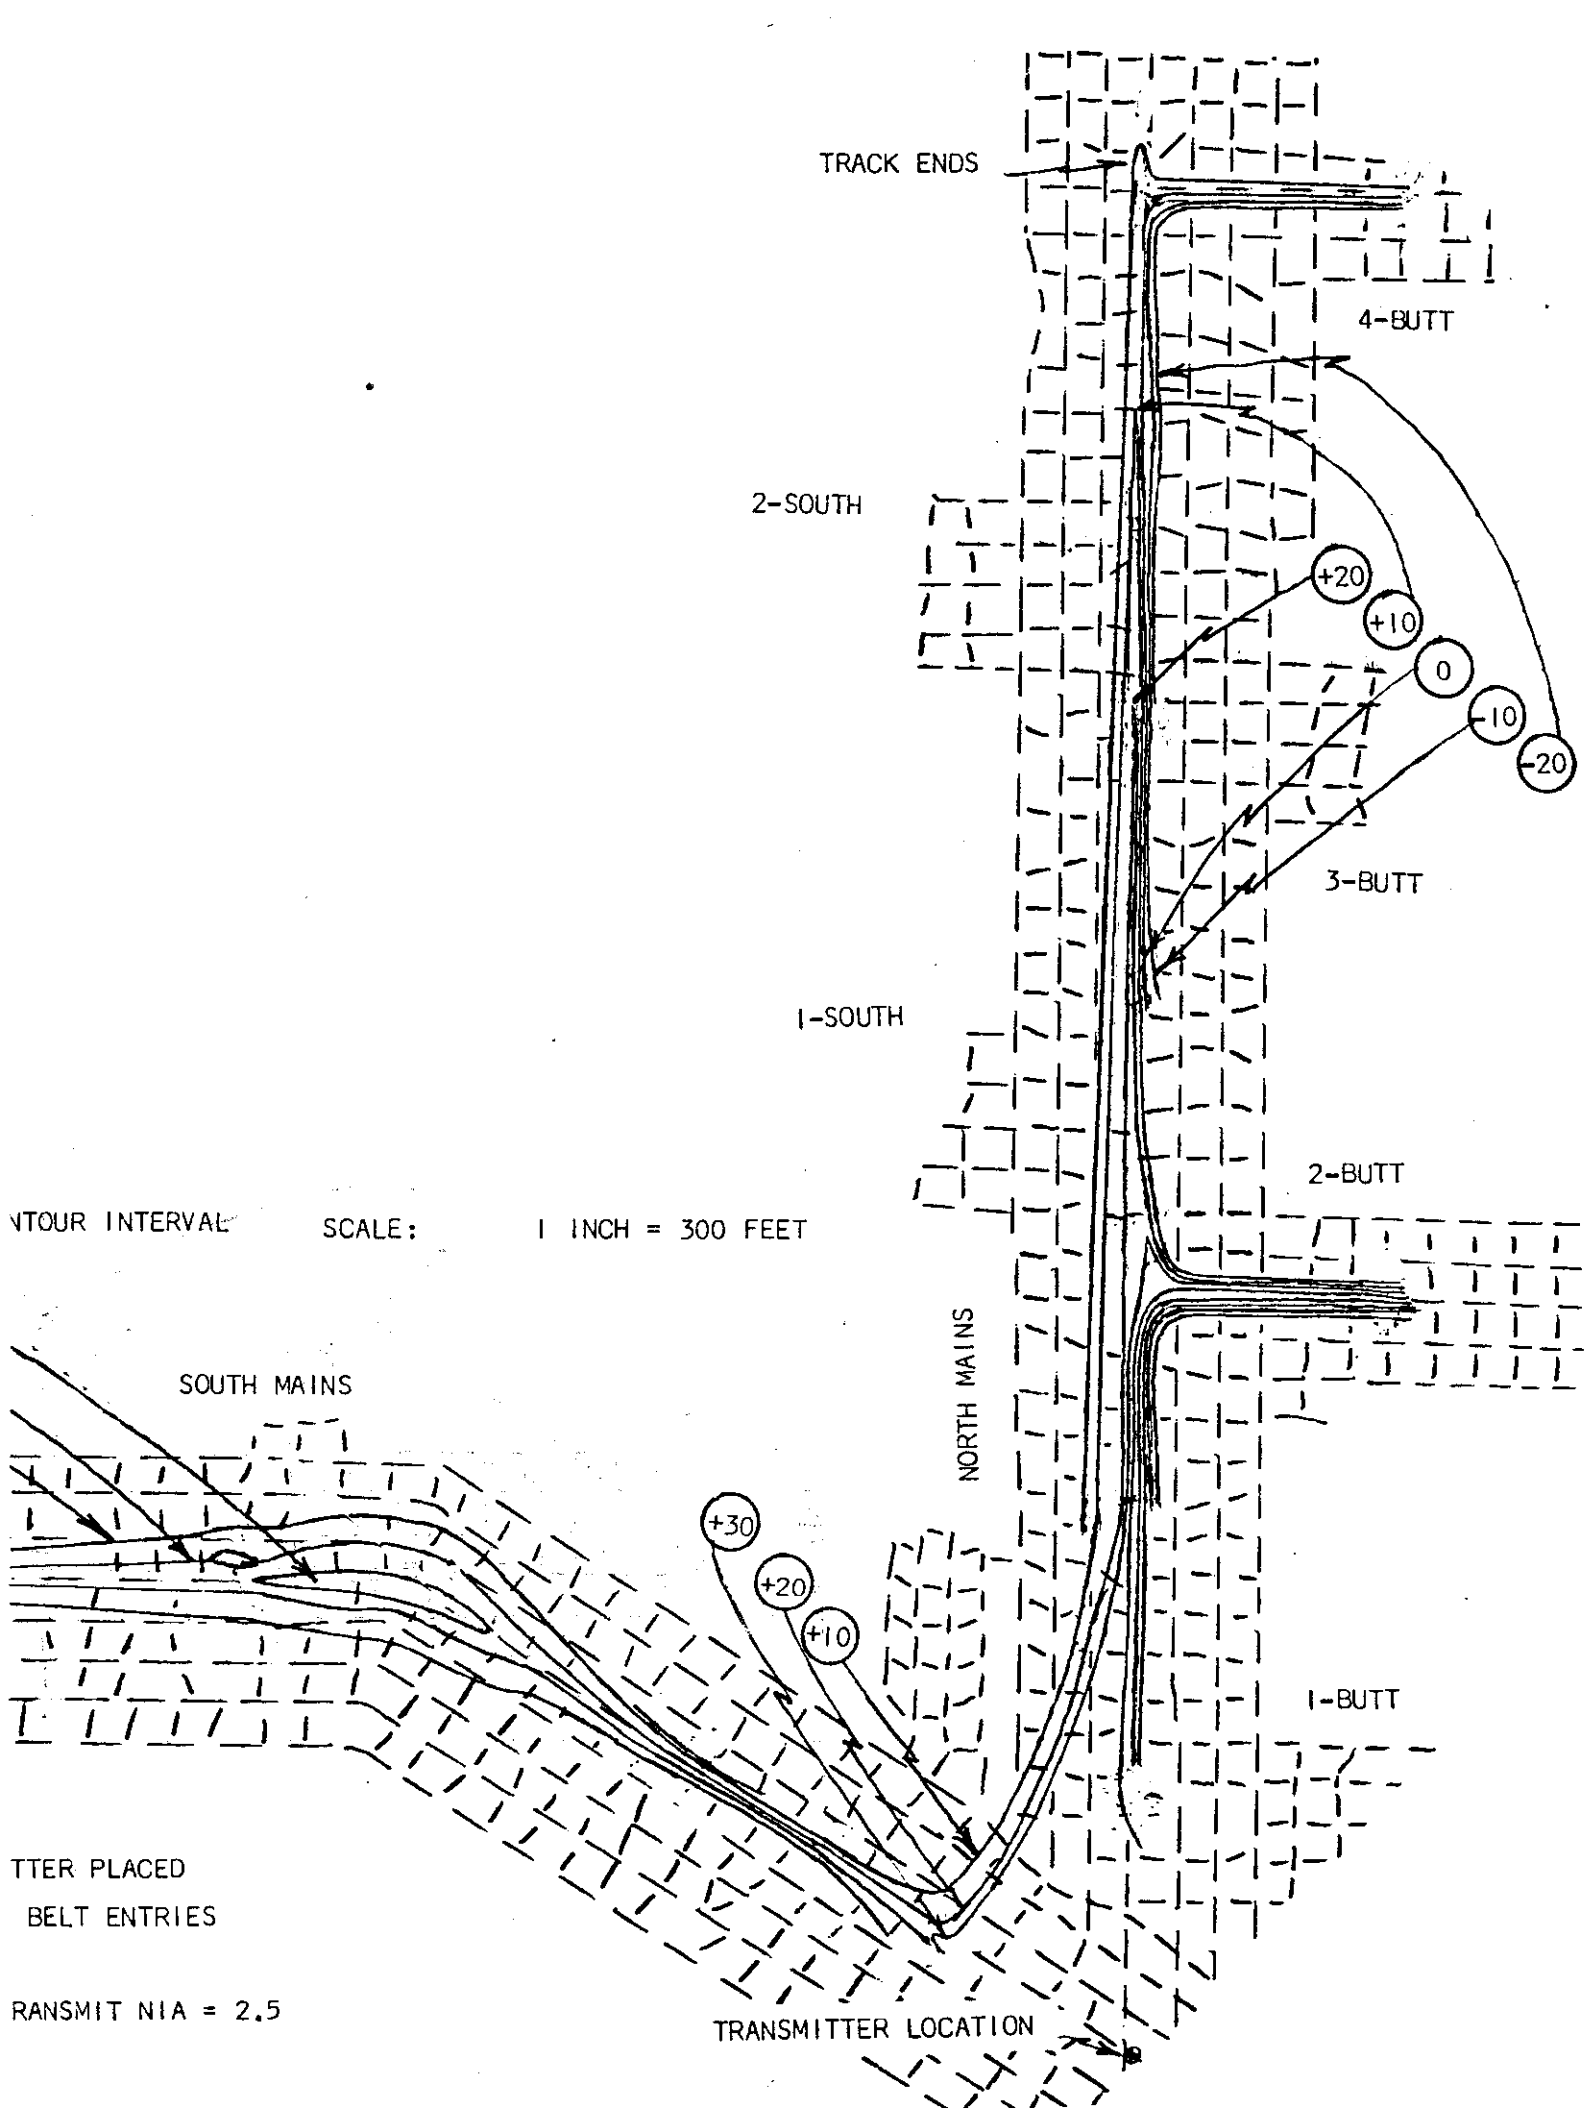 TRACK ENDS
4-BUTT
2-SOUTH
+20
+10
0
-10
-20
3-BUTT
1-SOUTH
2-BUTT
NTOUR INTERVAL SCALE: 1 INCH = 300 FEET
NORTH MAINS
SOUTH MAINS
+30
+20
+10
1-BUTT
TTER PLACED
BELT ENTRIES
RANSMIT NIA = 2.5
TRANSMITTER LOCATION